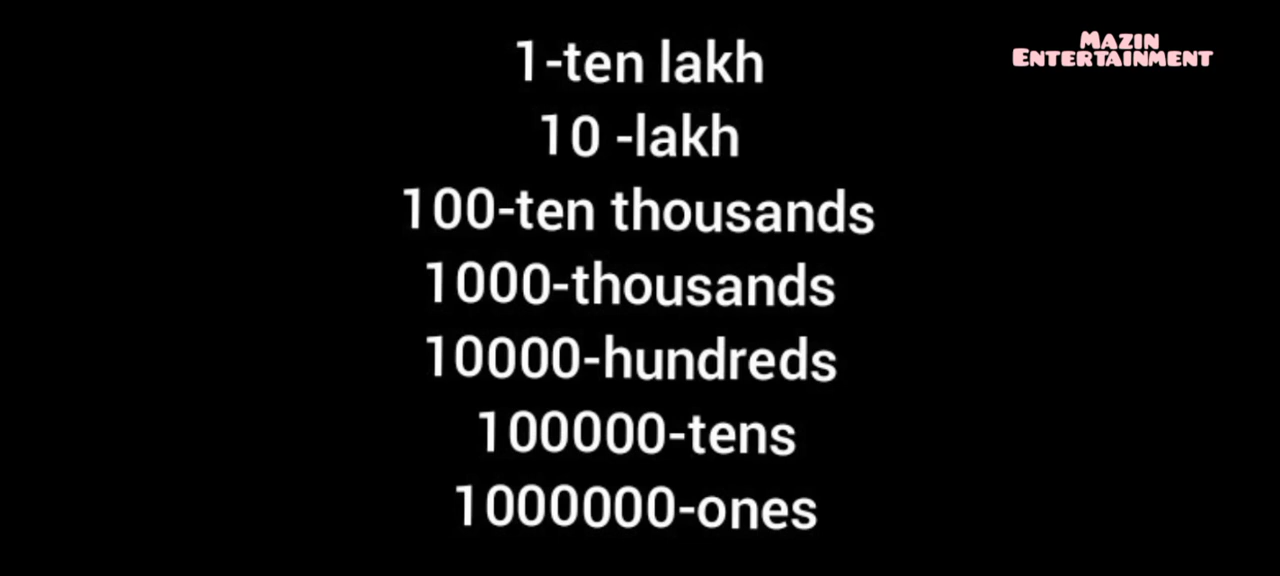 1-ten lakh
MAZIN
ENTERTAINMENT
10 -lakh
100-ten thousands
1000-thousands
10000-hundreds
100000-tens
1000000-ones